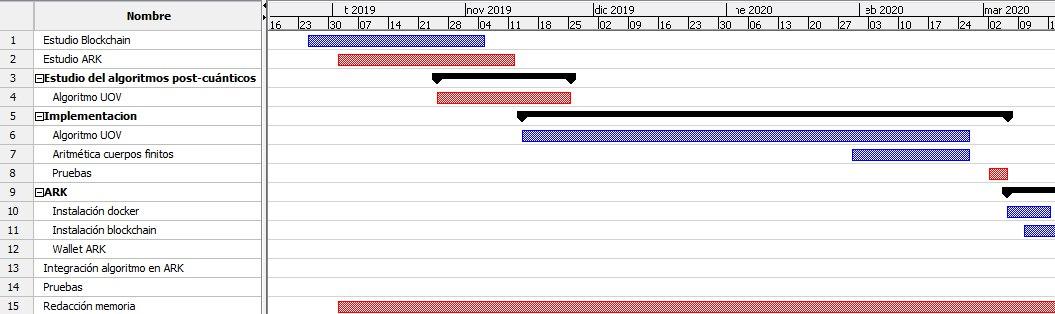 Nombre
t 2019 nov 2019 dic 2019 ne 2020 eb 2020 mar 2020
16 23 30 07 14 21 28 04 11 18 25 02 09 16 23 30 06 13 20 27 03 10 17 24 02 09 1
1 Estudio Blockchain
2 Estudio ARK
3 Estudio del algoritmos post-cuánticos
4 Algoritmo UOV
5 Implementacion
6 Algoritmo UOV
7 Aritmética cuerpos finitos
8 Pruebas
9 ARK
10 Instalación docker
11 Instalación blockchain
12 Wallet ARK
13 Integración algoritmo en ARK
14 Pruebas
15 Redacción memoria